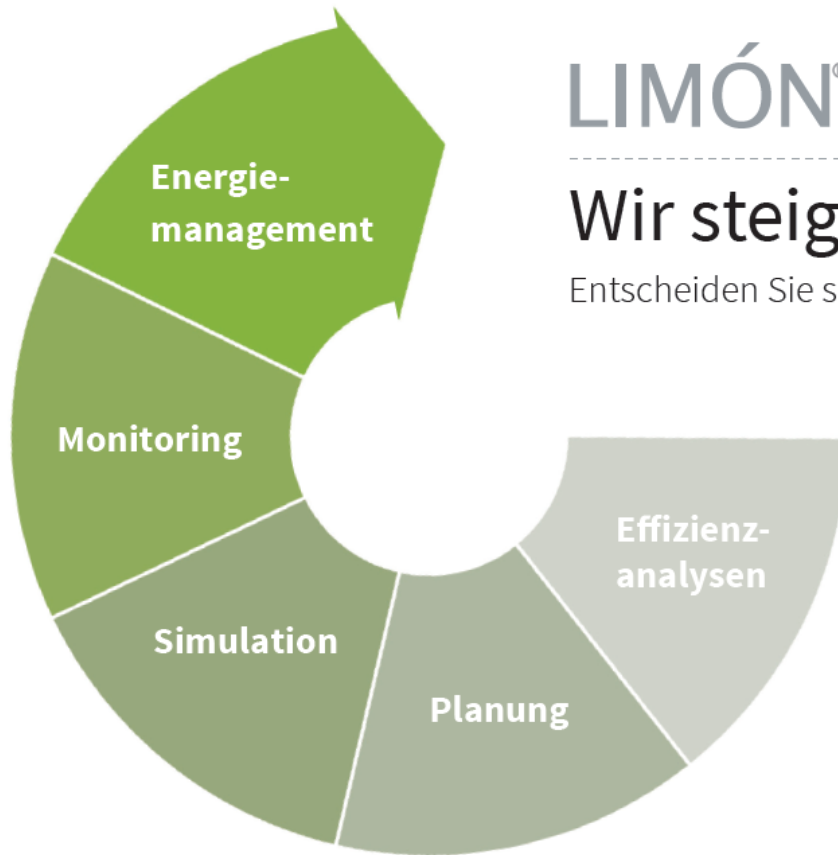 LIMÓN®
Wir steig
Entscheiden Sie s
Energie-
management
Monitoring
Simulation
Planung
Effizienz-
analysen